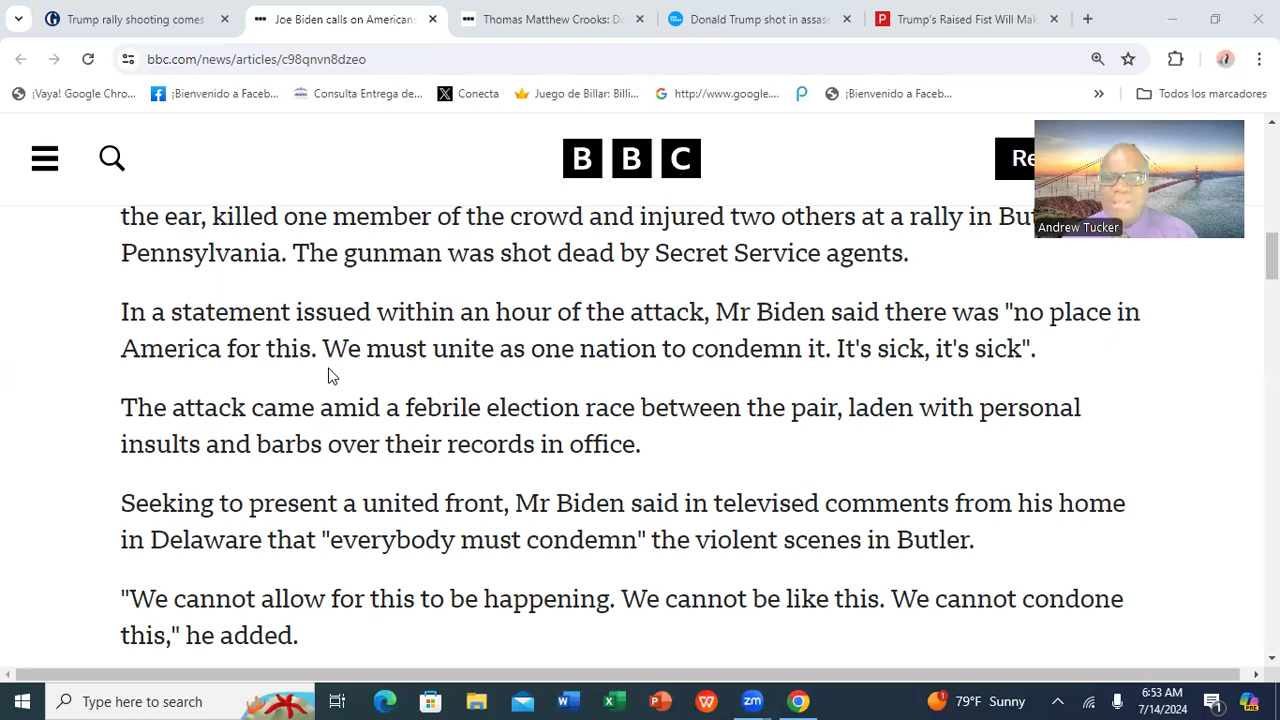 Trump rally shooting comes
Joe Biden calls on American
Thomas Matthew Crooks: Do
Donald Trump shot in assas
Trump's Raised Fist Will Mak
bbc.com/news/articles/c98qnvn8dzeo
¡Vaya! Google Chro...
¡Bienvenido a Faceb...
Consulta Entrega de...
Conecta
Juego de Billar: Billi...
http://www.google....
¡Bienvenido a Faceb...
Todos los marcadores
BBC
Re
Andrew Tucker
the ear, killed one member of the crowd and injured two others at a rally in But
Pennsylvania. The gunman was shot dead by Secret Service agents.
In a statement issued within an hour of the attack, Mr Biden said there was "no place in
America for this. We must unite as one nation to condemn it. It's sick, it's sick".
The attack came amid a febrile election race between the pair, laden with personal
insults and barbs over their records in office.
Seeking to present a united front, Mr Biden said in televised comments from his home
in Delaware that "everybody must condemn" the violent scenes in Butler.
"We cannot allow for this to be happening. We cannot be like this. We cannot condone
this," he added.
Type here to search
79°F Sunny
6:53 AM
7/14/2024